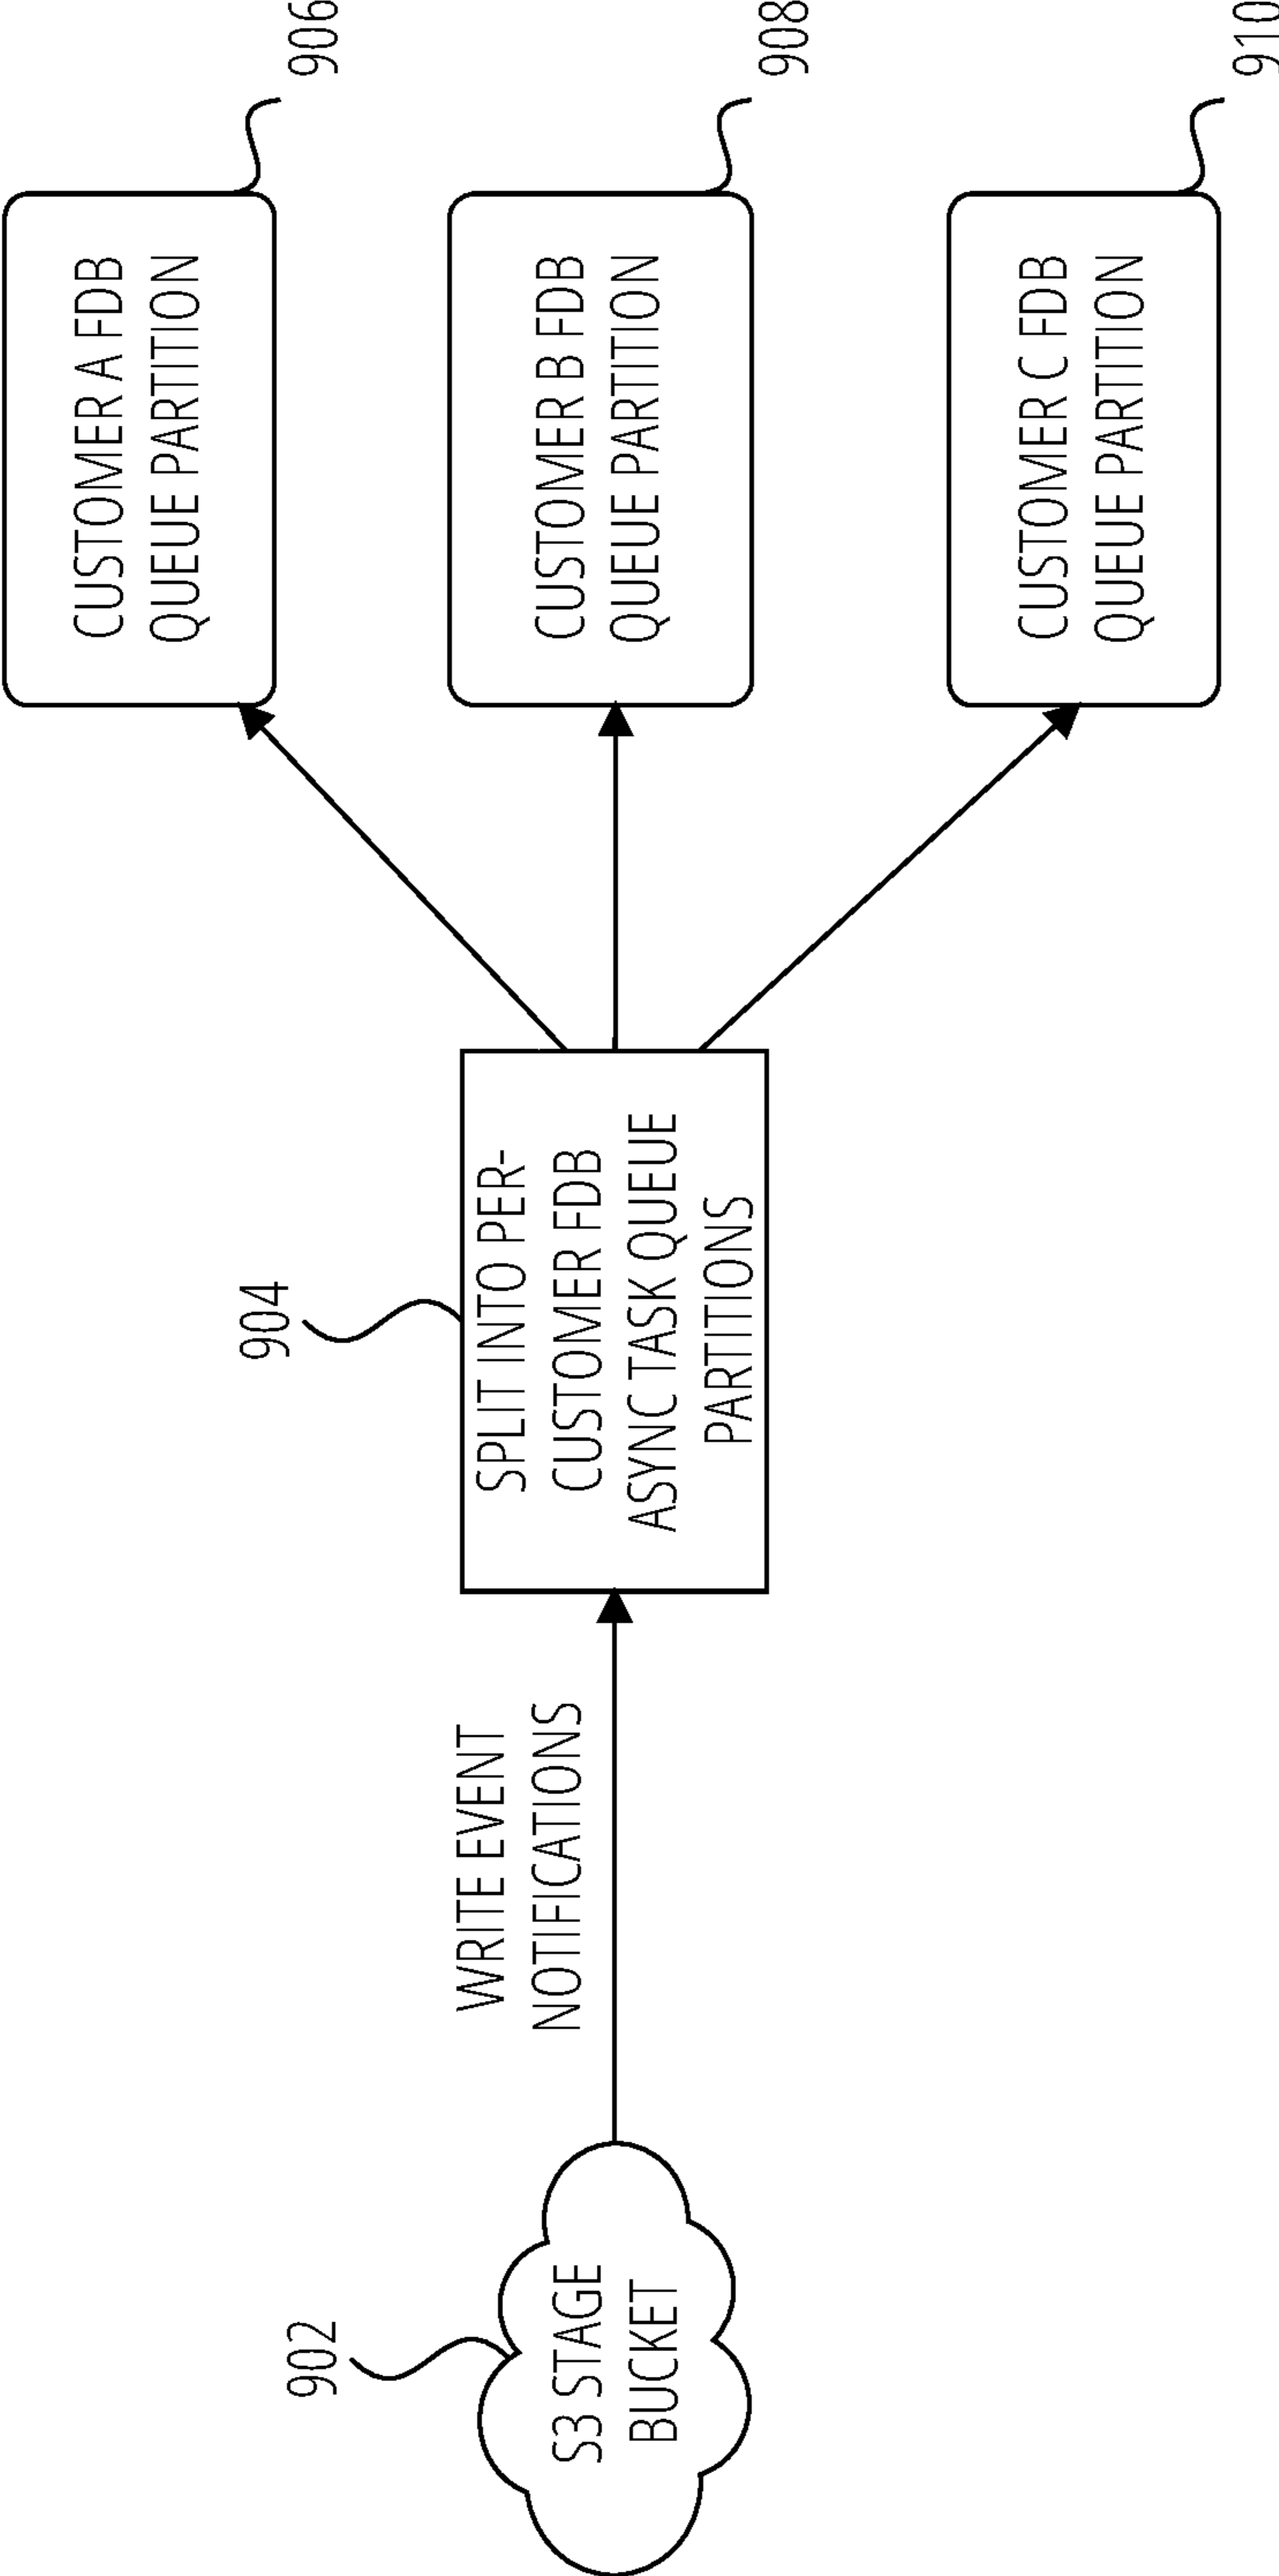 902
S3 STAGE
BUCKET
WRITE EVENT
NOTIFICATIONS
904
SPLIT INTO PER-
CUSTOMER FDB
ASYNC TASK QUEUE
PARTITIONS
906
CUSTOMER A FDB
QUEUE PARTITION
908
CUSTOMER B FDB
QUEUE PARTITION
910
CUSTOMER C FDB
QUEUE PARTITION